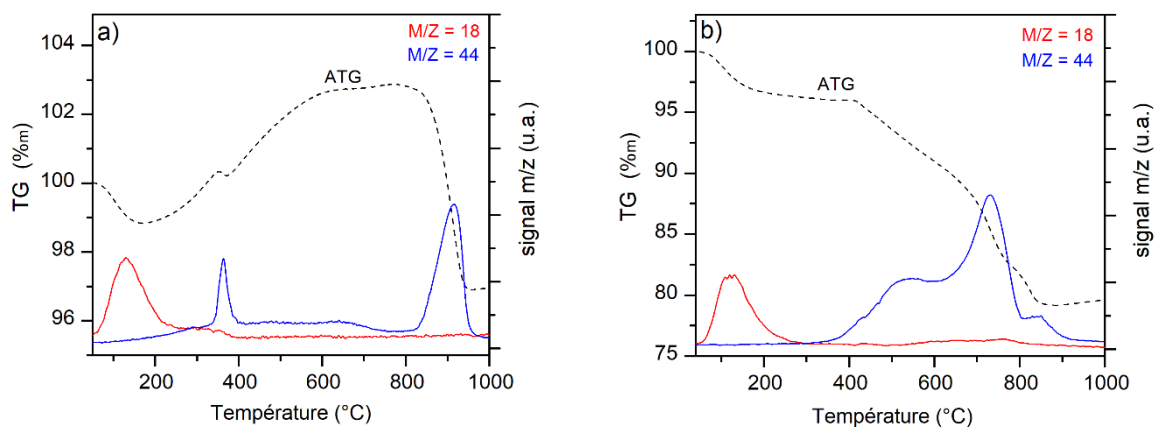 a)
M/Z = 18
M/Z = 44
ATG
104
102
100
98
96
TG (%m)
signal m/z (u.a.)
200
400
600
800
1000
Température (°C)
b)
M/Z = 18
M/Z = 44
ATG
100
95
90
85
80
75
TG (%m)
signal m/z (u.a.)
200
400
600
800
1000
Température (°C)